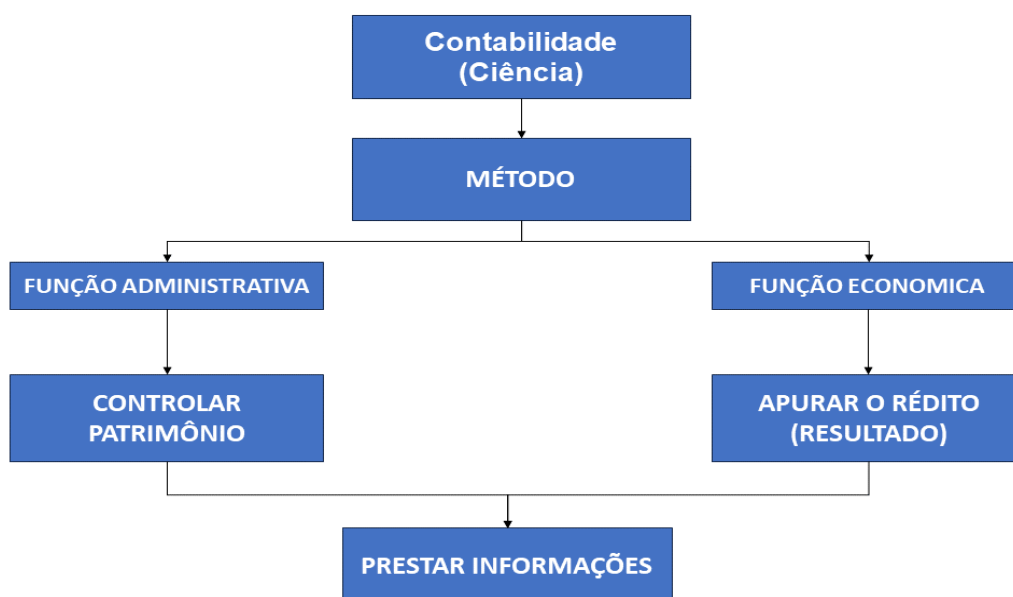 Contabilidade
(Ciência)
MÉTODO
FUNÇÃO ADMINISTRATIVA
FUNÇÃO ECONOMICA
CONTROLAR
PATRIMÔNIO
APURAR O RÉDITO
(RESULTADO)
PRESTAR INFORMAÇÕES